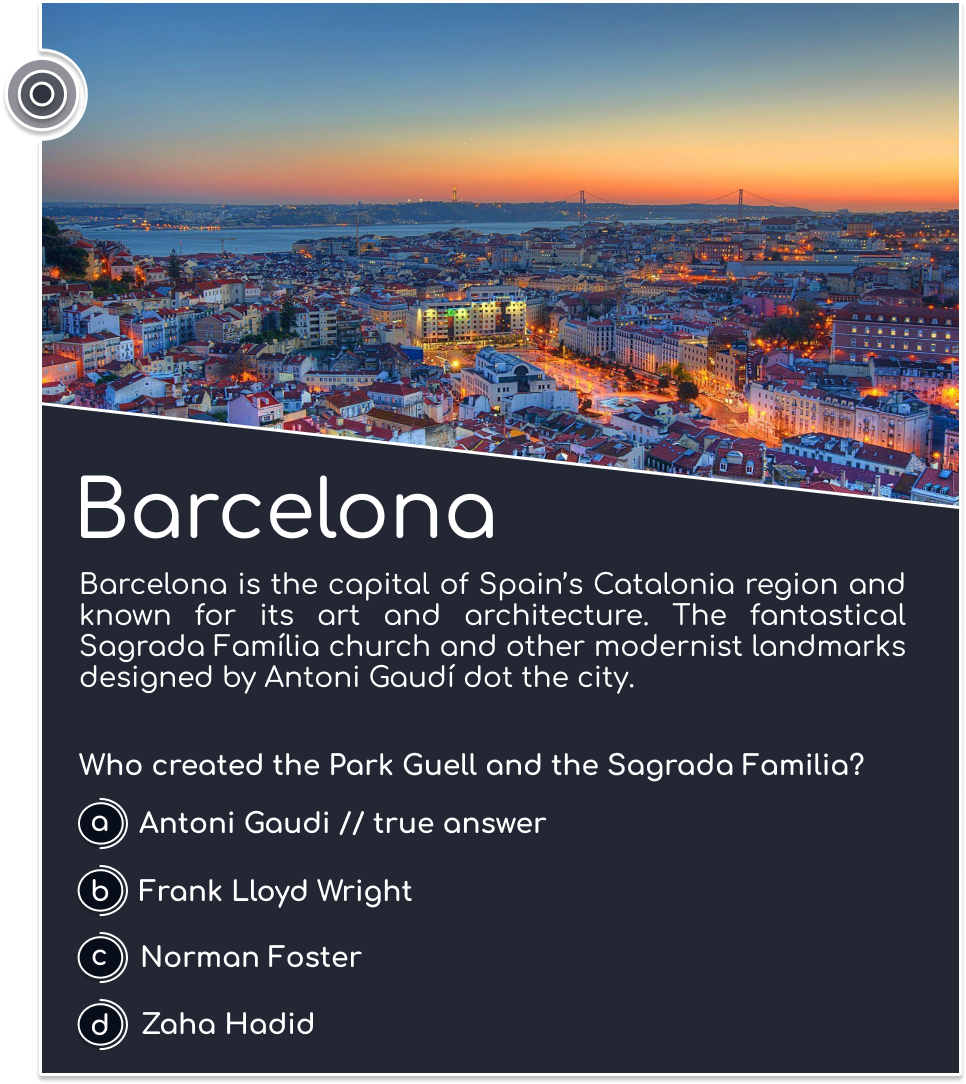 Barcelona
Barcelona is the capital of Spain’s Catalonia region and
known for its art and architecture. The fantastical
Sagrada Família church and other modernist landmarks
designed by Antoni Gaudí dot the city.
Who created the Park Guell and the Sagrada Familia?
a Antoni Gaudi // true answer
b Frank Lloyd Wright
c Norman Foster
d Zaha Hadid